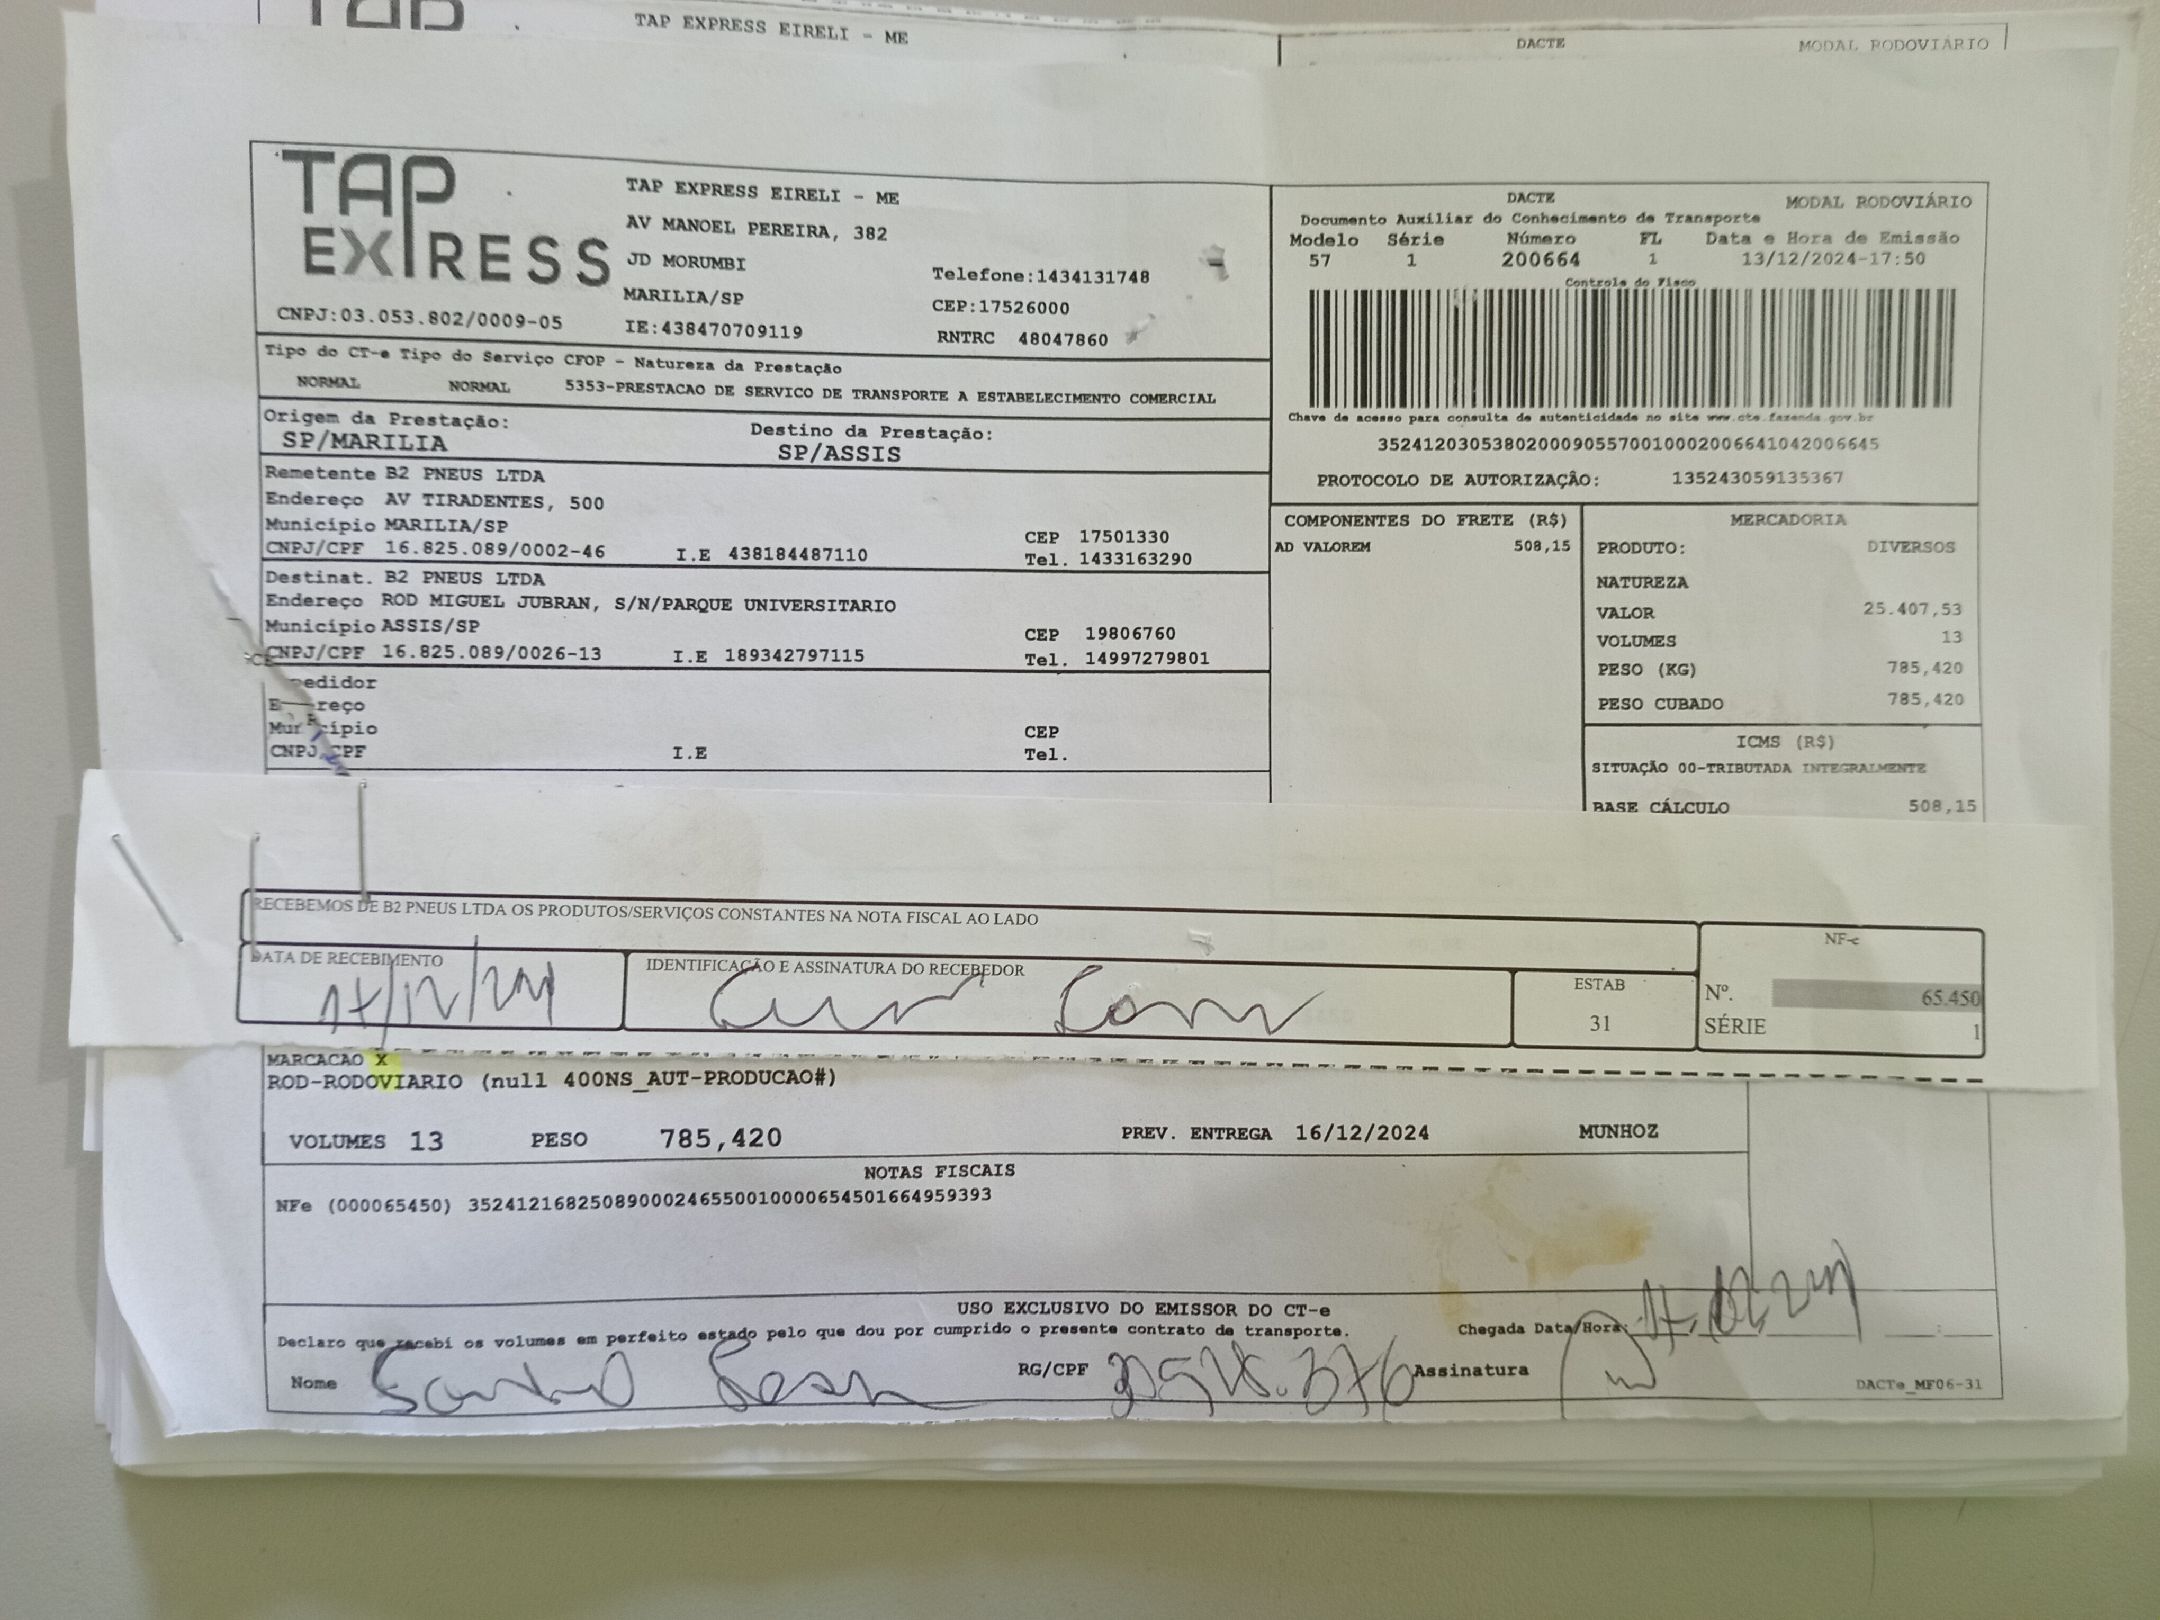 TAP EXPRESS EIRELI - ME
DACTE MODAL RODOVIÁRIO
TAP EXPRESS
TAP EXPRESS EIRELI - ME
AV MANOEL PEREIRA, 382
JD MORUMBI Telefone:1434131748
MARILIA/SP CEP:17526000
CNPJ:03.053.802/0009-05 IE:438470709119 RNTRC 48047860
DACTE MODAL RODOVIÁRIO
Documento Auxiliar do Conhecimento de Transporte
Modelo Série Número FL Data e Hora de Emissão
57 1 200664 1 13/12/2024-17:50
Controle do Fisco
Chave de acesso para consulta de autenticidade no site www.cte.fazenda.gov.br
35241203053802000905570010002006641042006645
PROTOCOLO DE AUTORIZAÇÃO: 135243059135367
Tipo do CT-e Tipo do Serviço CFOP - Natureza da Prestação
NORMAL NORMAL 5353-PRESTACAO DE SERVICO DE TRANSPORTE A ESTABELECIMENTO COMERCIAL
Origem da Prestação: Destino da Prestação:
SP/MARILIA SP/ASSIS
Remetente B2 PNEUS LTDA
Endereço AV TIRADENTES, 500
Município MARILIA/SP CEP 17501330
CNPJ/CPF 16.825.089/0002-46 I.E 438184487110 Tel. 1433163290
Destinat. B2 PNEUS LTDA
Endereço ROD MIGUEL JUBRAN, S/N/PARQUE UNIVERSITARIO
Município ASSIS/SP CEP 19806760
CNPJ/CPF 16.825.089/0026-13 I.E 189342797115 Tel. 14997279801
pedidor
E reço
Mun cípio CEP
CNPJ/CPF I.E Tel.
COMPONENTES DO FRETE (R$)
AD VALOREM 508,15
MERCADORIA
PRODUTO: DIVERSOS
NATUREZA
VALOR 25.407,53
VOLUMES 13
PESO (KG) 785,420
PESO CUBADO 785,420
ICMS (R$)
SITUAÇÃO 00-TRIBUTADA INTEGRALMENTE
BASE CÁLCULO 508,15
RECEBEMOS DE B2 PNEUS LTDA OS PRODUTOS/SERVIÇOS CONSTANTES NA NOTA FISCAL AO LADO
DATA DE RECEBIMENTO IDENTIFICAÇÃO E ASSINATURA DO RECEBEDOR
17/12/24
ESTAB
31
NF-e
Nº. 65.450
SÉRIE 1
MARCACAO X
ROD-RODOVIARIO (null 400NS_AUT-PRODUCAO#)
VOLUMES 13 PESO 785,420 PREV. ENTREGA 16/12/2024 MUNHOZ
NOTAS FISCAIS
NFe (000065450) 35241216825089000246550010000654501664959393
USO EXCLUSIVO DO EMISSOR DO CT-e
Declaro que recebi os volumes em perfeito estado pelo que dou por cumprido o presente contrato de transporte. Chegada Data/Hora:
Nome RG/CPF Assinatura
DACTe_MF06-31